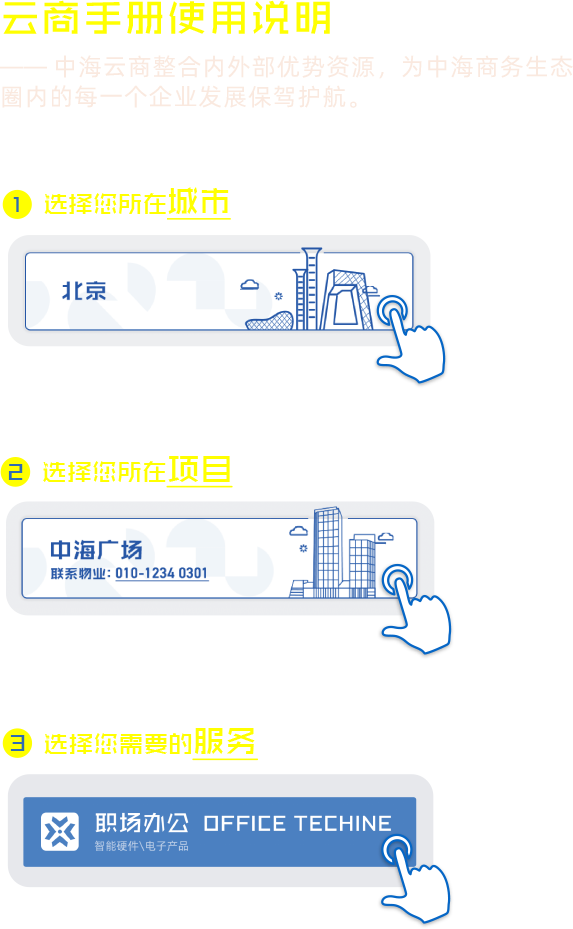 云商手册使用说明
—— 中海云商整合内外部优势资源，为中海商务生态
圈内的每一个企业发展保驾护航。
1 选择您所在城市
北京
2 选择您所在项目
中海广场
联系物业：010-1234 0301
3 选择您需要的服务
职场办公 OFFICE TECHINE
智能硬件\电子产品